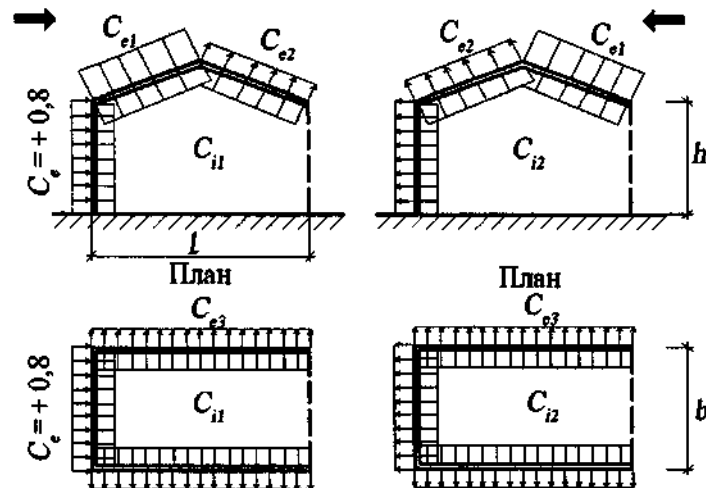 C_e1
C_e2
C_e2
C_e1
C_e = + 0,8
C_i1
C_i2
h
l
План
План
C_e3
C_e3
C_e = + 0,8
C_i1
C_i2
b